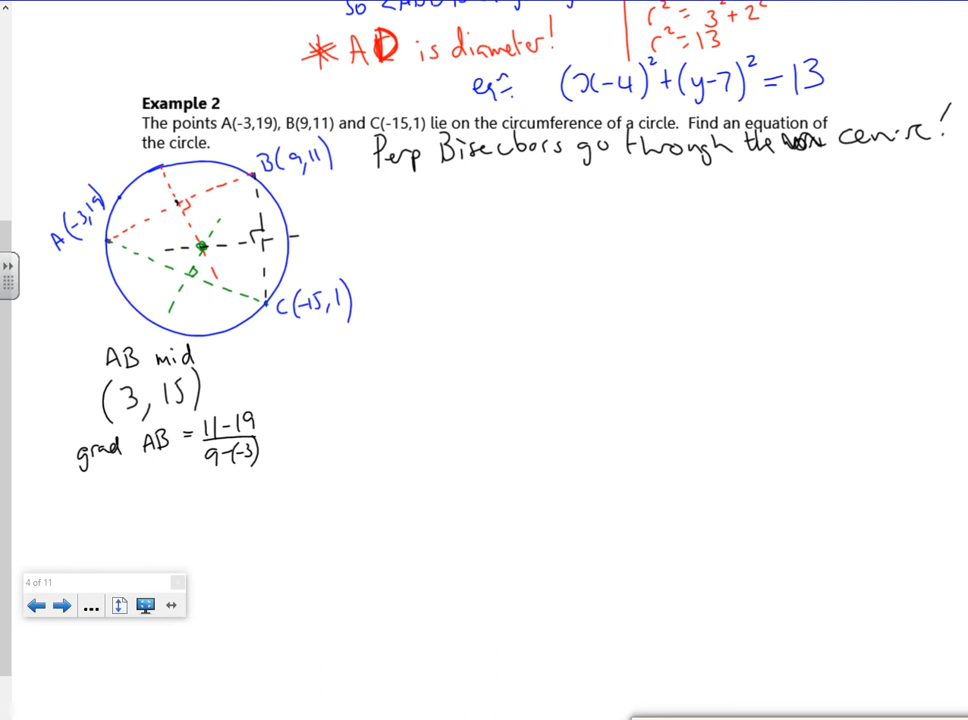 r² = 3² + 2²
r² = 13
* AC is diameter!
eqⁿ: (x-4)² + (y-7)² = 13
Example 2
The points A(-3,19), B(9,11) and C(-15,1) lie on the circumference of a circle. Find an equation of
the circle.
Perp Bisectors go through the centre!
B(9,11)
A(-3,19)
C(-15,1)
AB mid
(3, 15)
grad AB = 11-19
9-(-3)
4 of 11
...